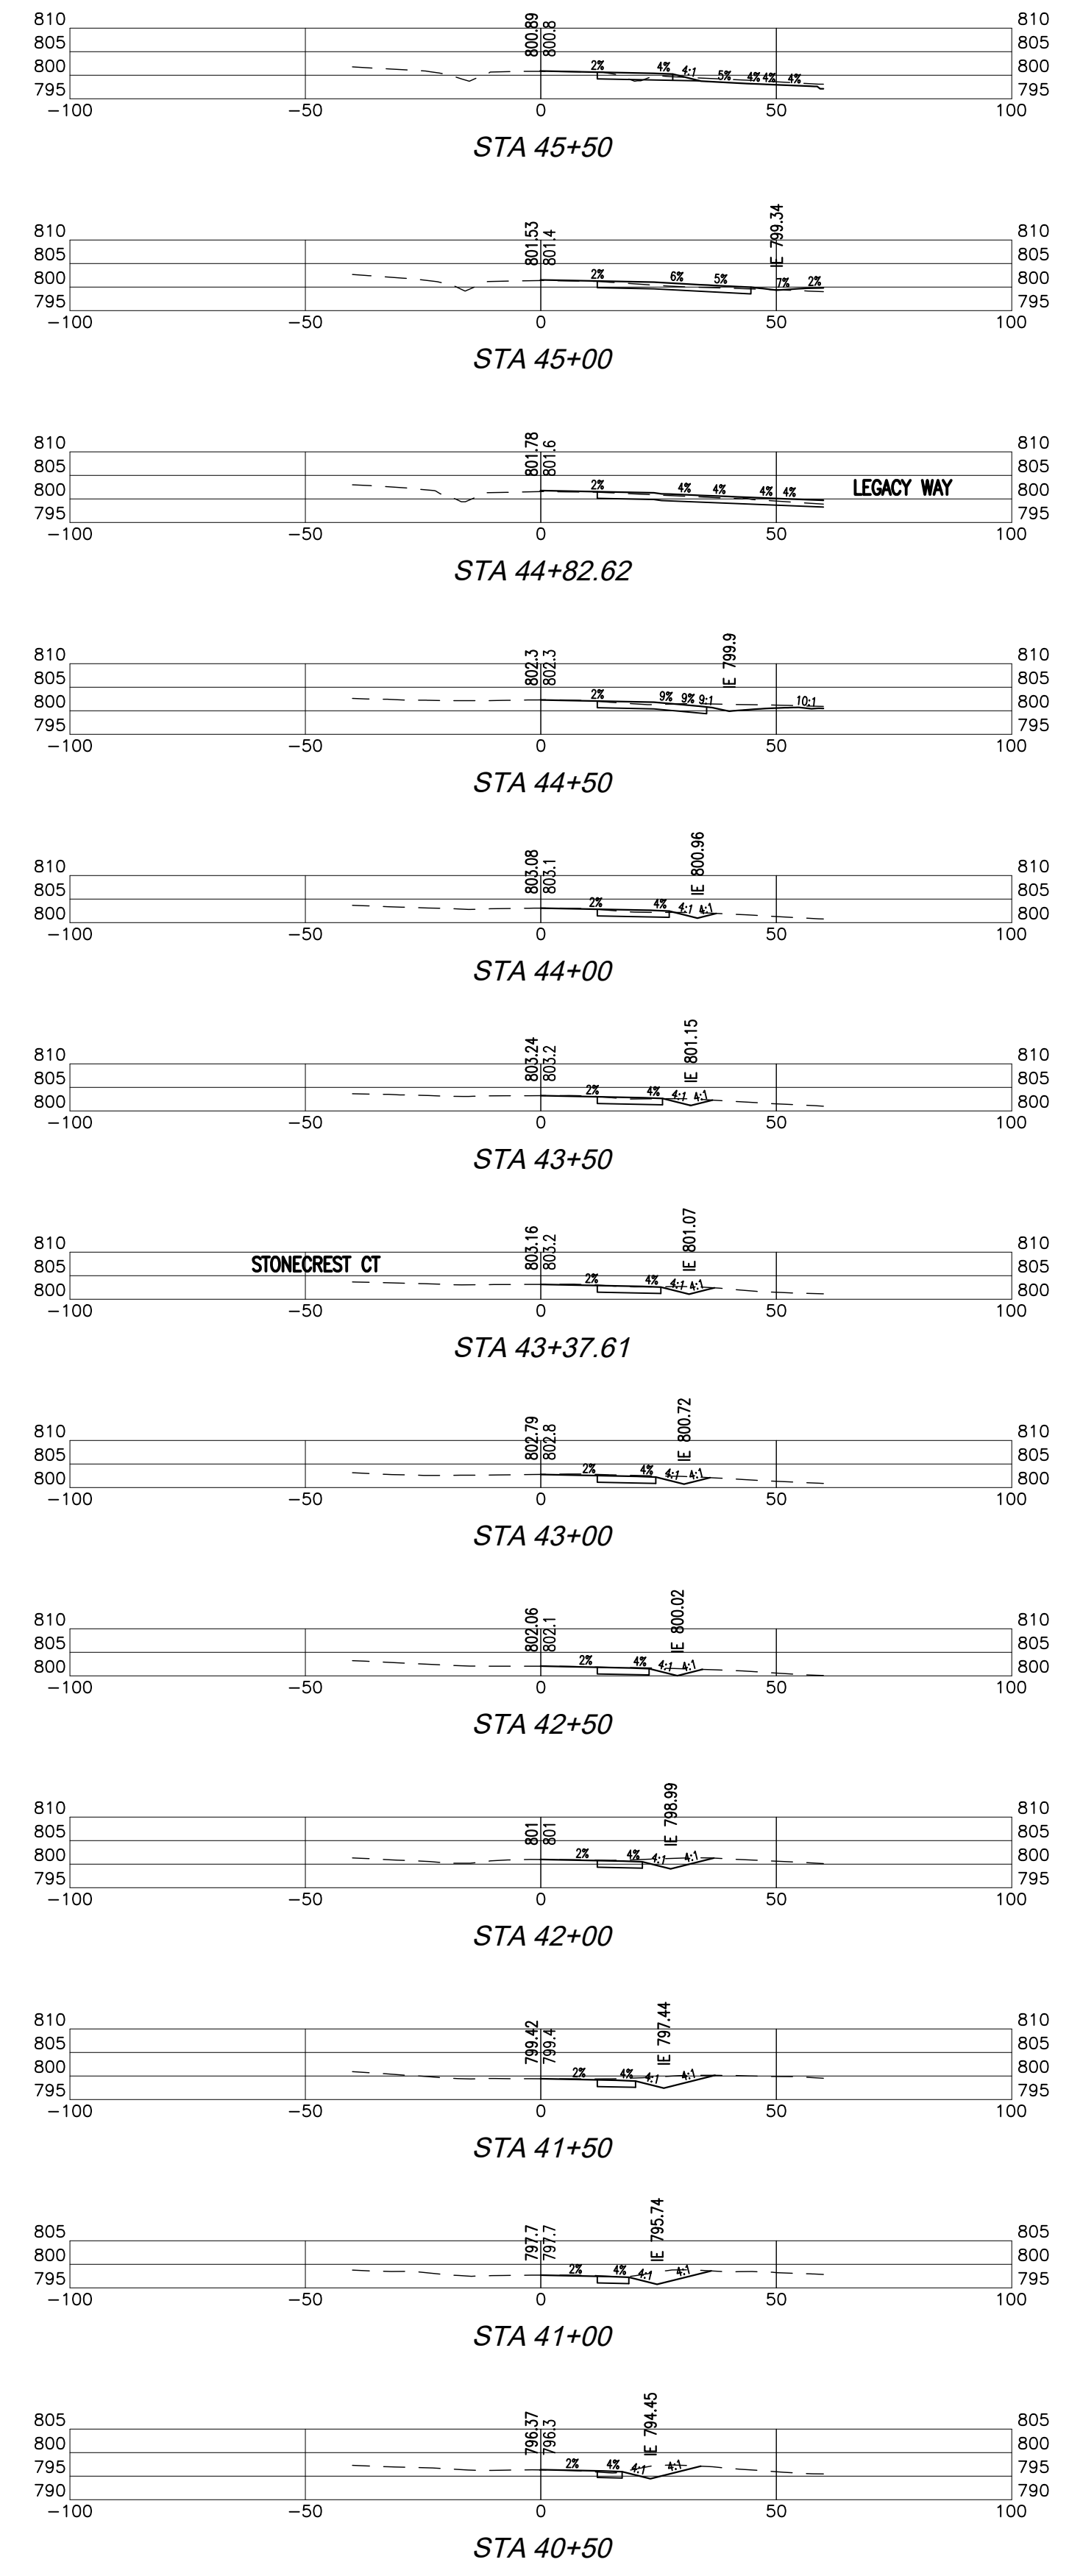 800.89 800.8
810 810
805 805
800 2% 4% 4:1 5% 4% 4% 4% 800
795 795
-100 -50 0 50 100
STA 45+50
801.53 801.4 IE 799.34
810 810
805 805
800 2% 6% 5% 7% 2% 800
795 795
-100 -50 0 50 100
STA 45+00
801.78 801.6
810 810
805 805
800 2% 4% 4% 4% 4% LEGACY WAY 800
795 795
-100 -50 0 50 100
STA 44+82.62
802.3 802.3 IE 799.9
810 810
805 805
800 2% 9% 9% 9:1 10:1 800
795 795
-100 -50 0 50 100
STA 44+50
803.08 803.1 IE 800.96
810 810
805 805
800 2% 4% 4:1 4:1 800
-100 -50 0 50 100
STA 44+00
803.24 803.2 IE 801.15
810 810
805 805
800 2% 4% 4:1 4:1 800
-100 -50 0 50 100
STA 43+50
803.16 803.2 IE 801.07
810 810
805 STONECREST CT 805
800 2% 4% 4:1 4:1 800
-100 -50 0 50 100
STA 43+37.61
802.79 802.8 IE 800.72
810 810
805 805
800 2% 4% 4:1 4:1 800
-100 -50 0 50 100
STA 43+00
802.06 802.1 IE 800.02
810 810
805 805
800 2% 4% 4:1 4:1 800
-100 -50 0 50 100
STA 42+50
801 801 IE 798.99
810 810
805 805
800 2% 4% 4:1 4:1 800
795 795
-100 -50 0 50 100
STA 42+00
799.42 799.4 IE 797.44
810 810
805 805
800 2% 4% 4:1 4:1 800
795 795
-100 -50 0 50 100
STA 41+50
797.7 797.7 IE 795.74
805 805
800 800
795 2% 4% 4:1 4:1 795
-100 -50 0 50 100
STA 41+00
796.37 796.3 IE 794.45
805 805
800 800
795 2% 4% 4:1 4:1 795
790 790
-100 -50 0 50 100
STA 40+50